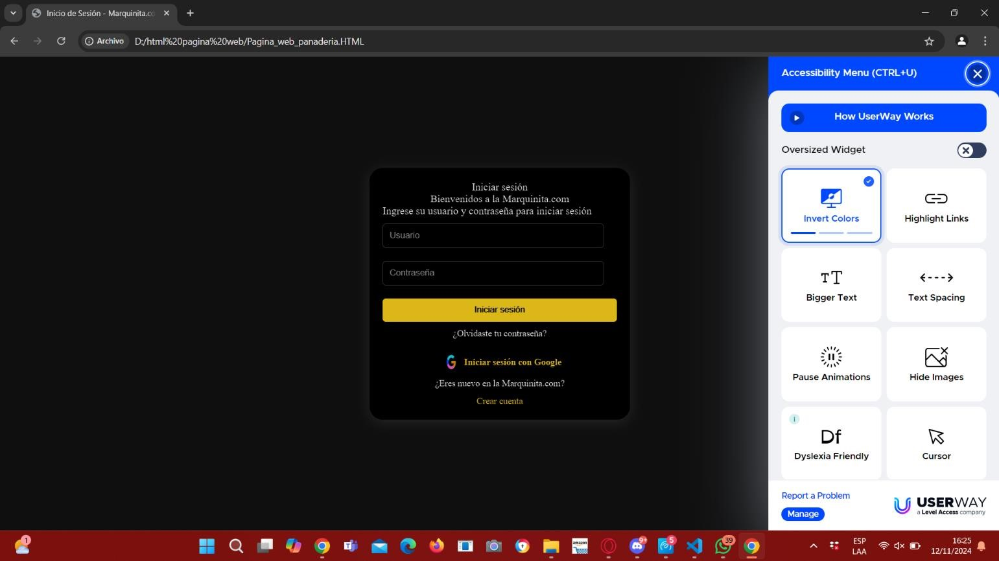 Inicio de Sesión - Marquinita.co
Archivo
D:/html%20pagina%20web/Pagina_web_panaderia.HTML
Iniciar sesión
Bienvenidos a la Marquinita.com
Ingrese su usuario y contraseña para iniciar sesión
Usuario
Contraseña
Iniciar sesión
¿Olvidaste tu contraseña?
Iniciar sesión con Google
¿Eres nuevo en la Marquinita.com?
Crear cuenta
Accessibility Menu (CTRL+U)
How UserWay Works
Oversized Widget
Invert Colors
Highlight Links
Bigger Text
Text Spacing
Pause Animations
Hide Images
Df
Dyslexia Friendly
Cursor
Report a Problem
Manage
USERWAY
a Level Access company
1
amazon
9+
5
39
ESP
LAA
16:25
12/11/2024